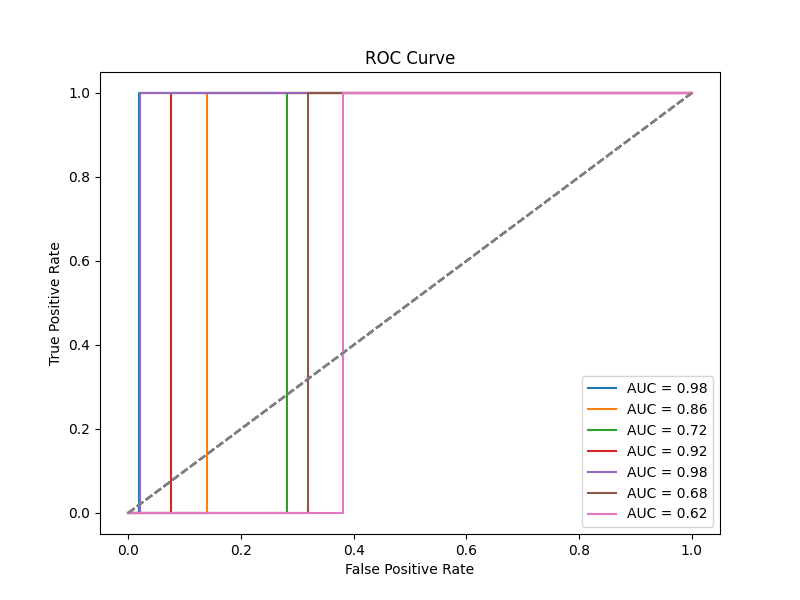 ROC Curve
True Positive Rate
1.0
0.8
0.6
0.4
0.2
0.0
0.0 0.2 0.4 0.6 0.8 1.0
False Positive Rate
AUC = 0.98
AUC = 0.86
AUC = 0.72
AUC = 0.92
AUC = 0.98
AUC = 0.68
AUC = 0.62